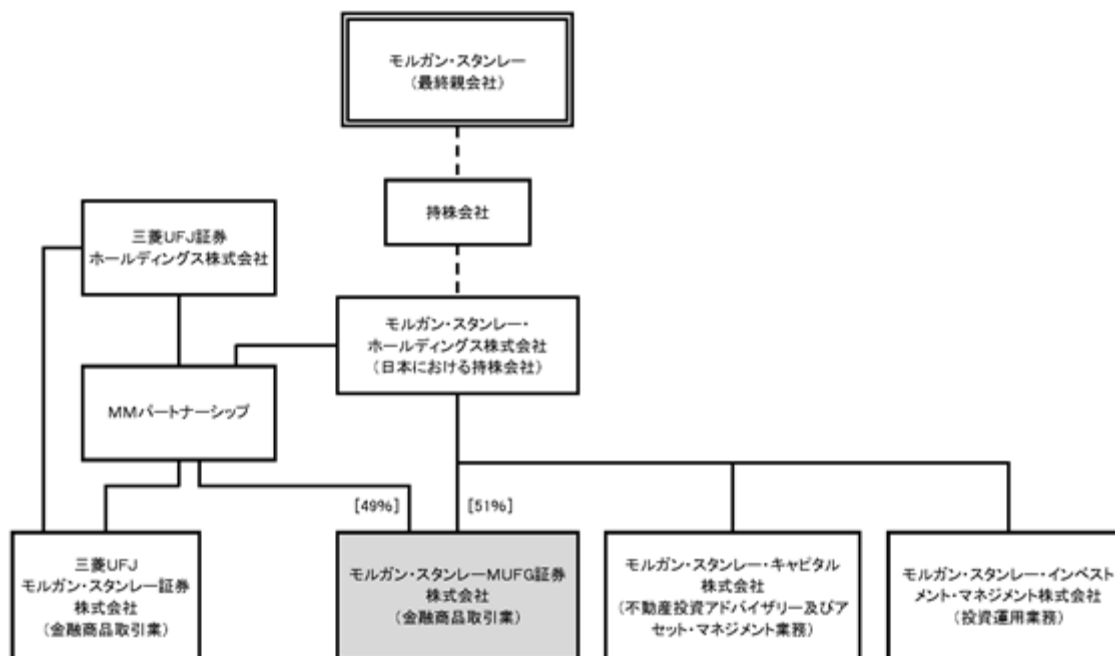 モルガン・スタンレー
（最終親会社）
持株会社
三菱UFJ証券
ホールディングス株式会社
モルガン・スタンレー・
ホールディングス株式会社
（日本における持株会社）
MMパートナーシップ
[49%]
[51%]
三菱UFJ
モルガン・スタンレー証券
株式会社
（金融商品取引業）
モルガン・スタンレーMUFG証券
株式会社
（金融商品取引業）
モルガン・スタンレー・キャピタル
株式会社
（不動産投資アドバイザリー及びア
セット・マネジメント業務）
モルガン・スタンレー・インベスト
メント・マネジメント株式会社
（投資運用業務）